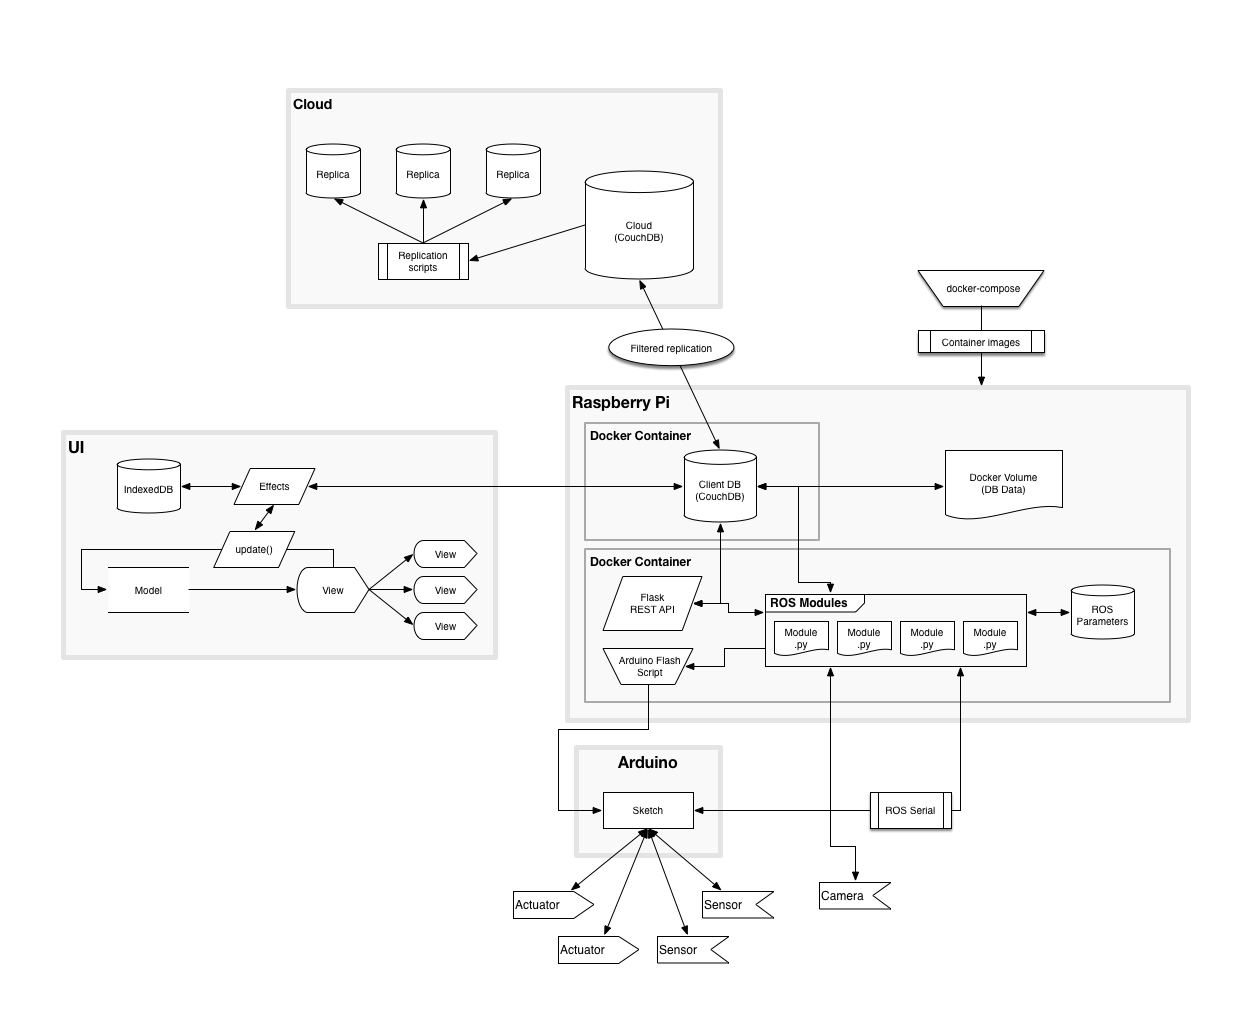 Cloud
Replica
Replica
Replica
Cloud
(CouchDB)
Replication
scripts
docker-compose
Filtered replication
Container images
Raspberry Pi
Docker Container
Client DB
(CouchDB)
Docker Volume
(DB Data)
UI
IndexedDB
Effects
update()
Model
View
View
View
View
Docker Container
Flask
REST API
ROS Modules
Module
.py
Module
.py
Module
.py
Module
.py
ROS
Parameters
Arduino Flash
Script
Arduino
Sketch
ROS Serial
Actuator
Sensor
Camera
Actuator
Sensor